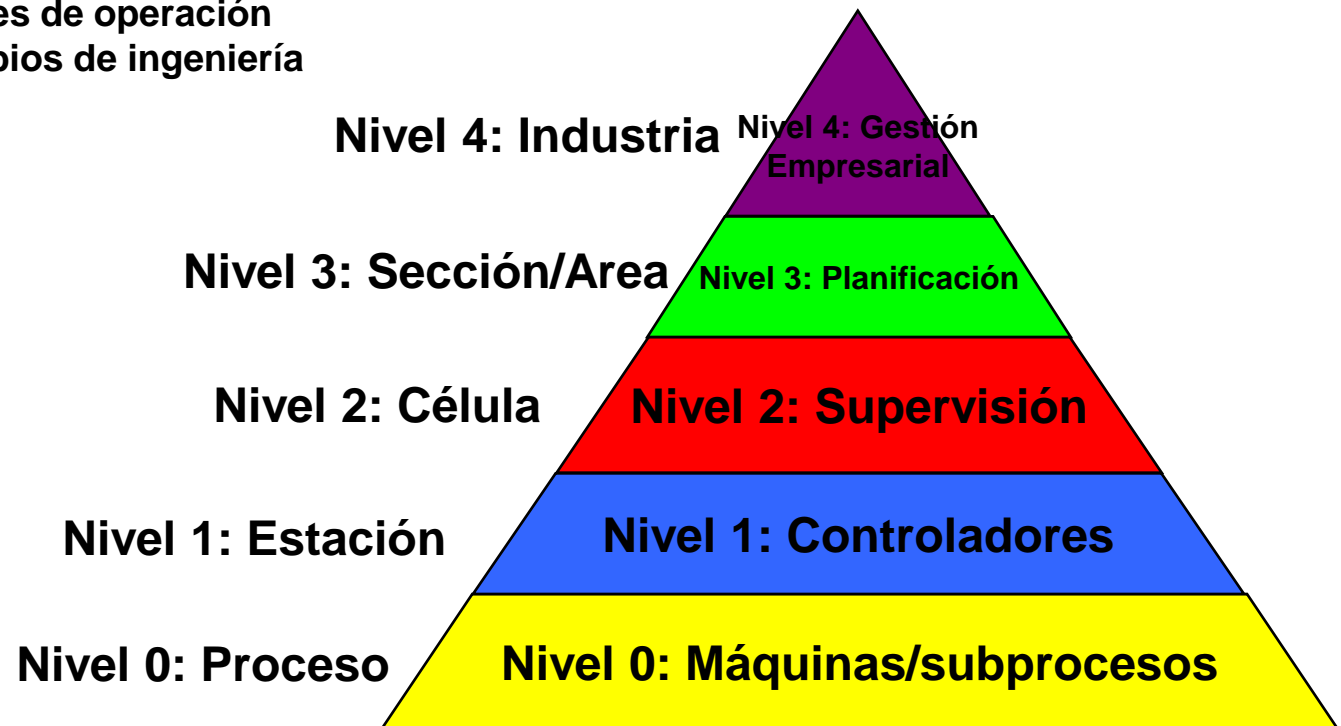 es de operación
bios de ingeniería
Nivel 4: Industria
Nivel 4: Gestión
Empresarial
Nivel 3: Sección/Area
Nivel 3: Planificación
Nivel 2: Célula
Nivel 2: Supervisión
Nivel 1: Estación
Nivel 1: Controladores
Nivel 0: Proceso
Nivel 0: Máquinas/subprocesos